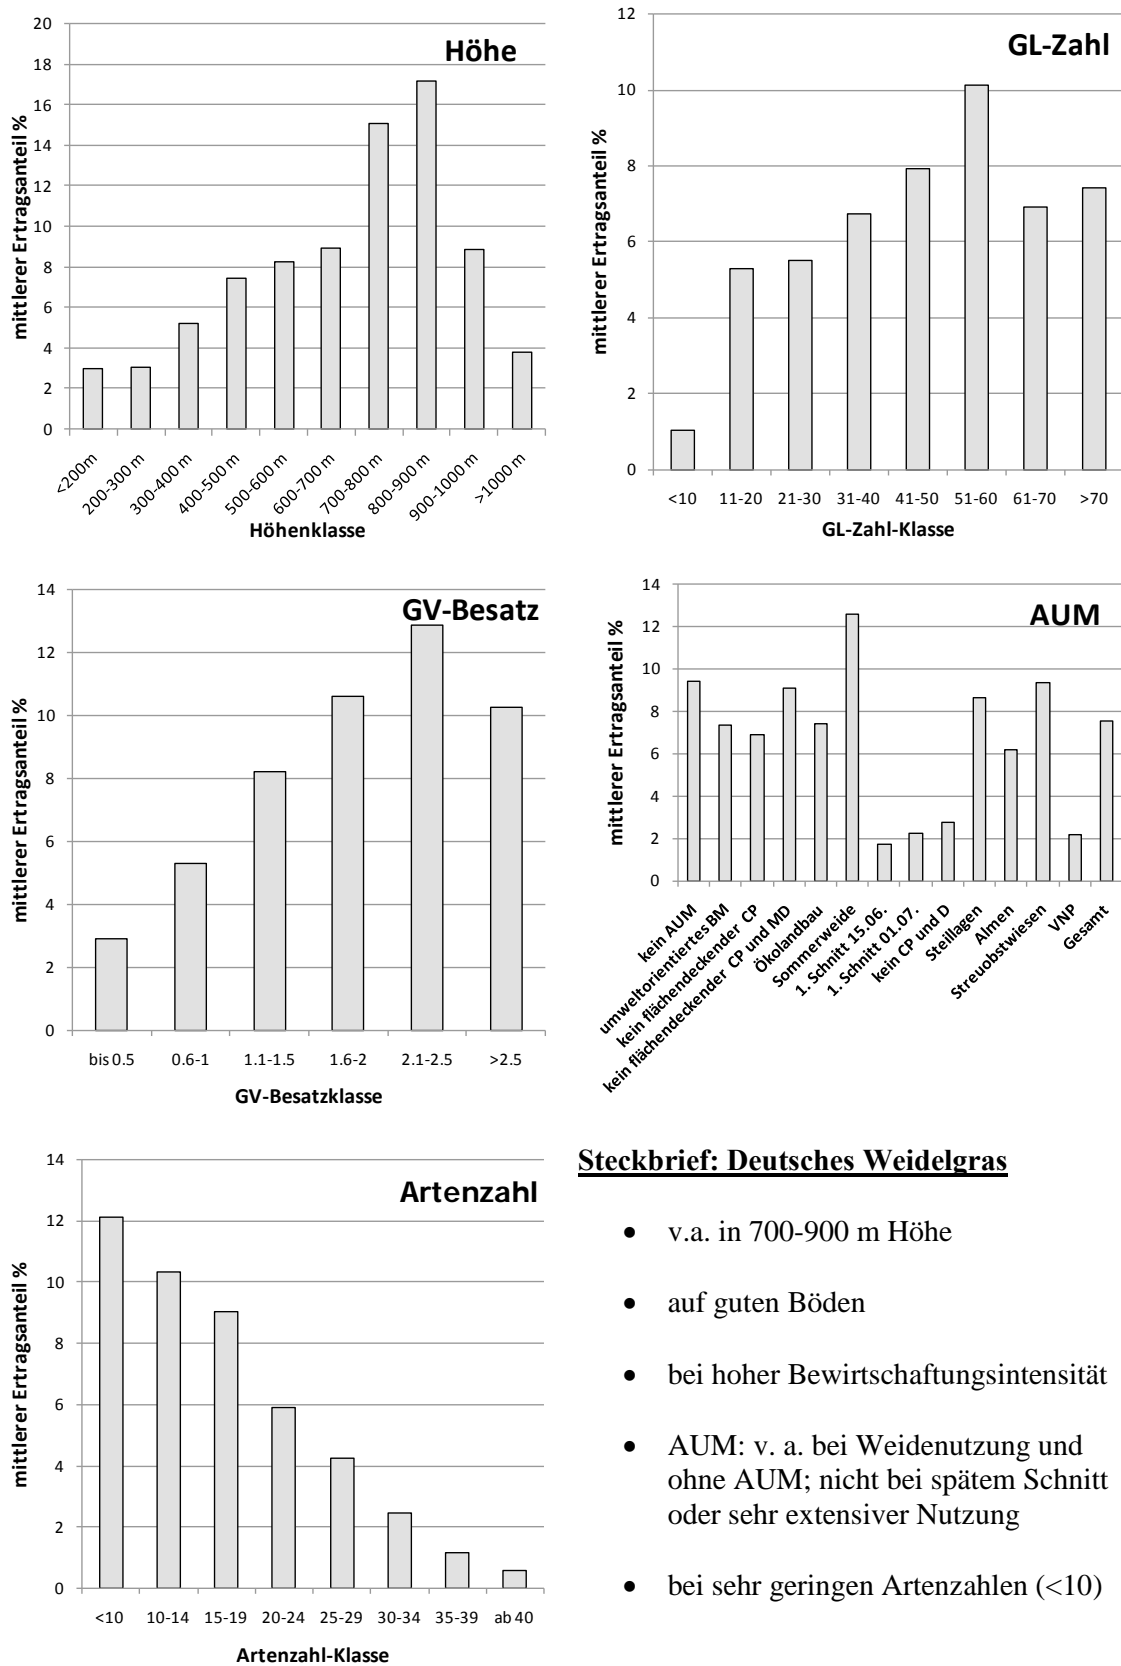 Höhe
mittlerer Ertragsanteil %
20
18
16
14
12
10
8
6
4
2
0
<200m
200-300 m
300-400 m
400-500 m
500-600 m
600-700 m
700-800 m
800-900 m
900-1000 m
>1000 m
Höhenklasse
GL-Zahl
mittlerer Ertragsanteil %
12
10
8
6
4
2
0
<10 11-20 21-30 31-40 41-50 51-60 61-70 >70
GL-Zahl-Klasse
GV-Besatz
mittlerer Ertragsanteil %
14
12
10
8
6
4
2
0
bis 0.5 0.6-1 1.1-1.5 1.6-2 2.1-2.5 >2.5
GV-Besatzklasse
AUM
mittlerer Ertragsanteil %
14
12
10
8
6
4
2
0
kein AUM
umweltorientiertes BM
kein flächendeckender CP
kein flächendeckender CP und MD
Ökolandbau
Sommerweide
1. Schnitt 15.06.
1. Schnitt 01.07.
kein CP und D
Steillagen
Almen
Streuobstwiesen
VNP
Gesamt
Artenzahl
mittlerer Ertragsanteil %
14
12
10
8
6
4
2
0
<10 10-14 15-19 20-24 25-29 30-34 35-39 ab 40
Artenzahl-Klasse
Steckbrief: Deutsches Weidelgras
• v.a. in 700-900 m Höhe
• auf guten Böden
• bei hoher Bewirtschaftungsintensität
• AUM: v. a. bei Weidenutzung und
ohne AUM; nicht bei spätem Schnitt
oder sehr extensiver Nutzung
• bei sehr geringen Artenzahlen (<10)